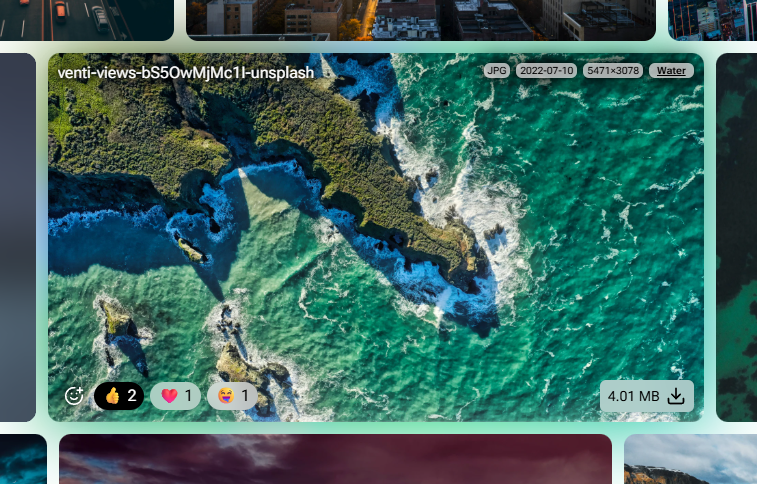 venti-views-bS5OwMjMc1I-unsplash JPG 2022-07-10 5471×3078 Water
2 1 1 4.01 MB